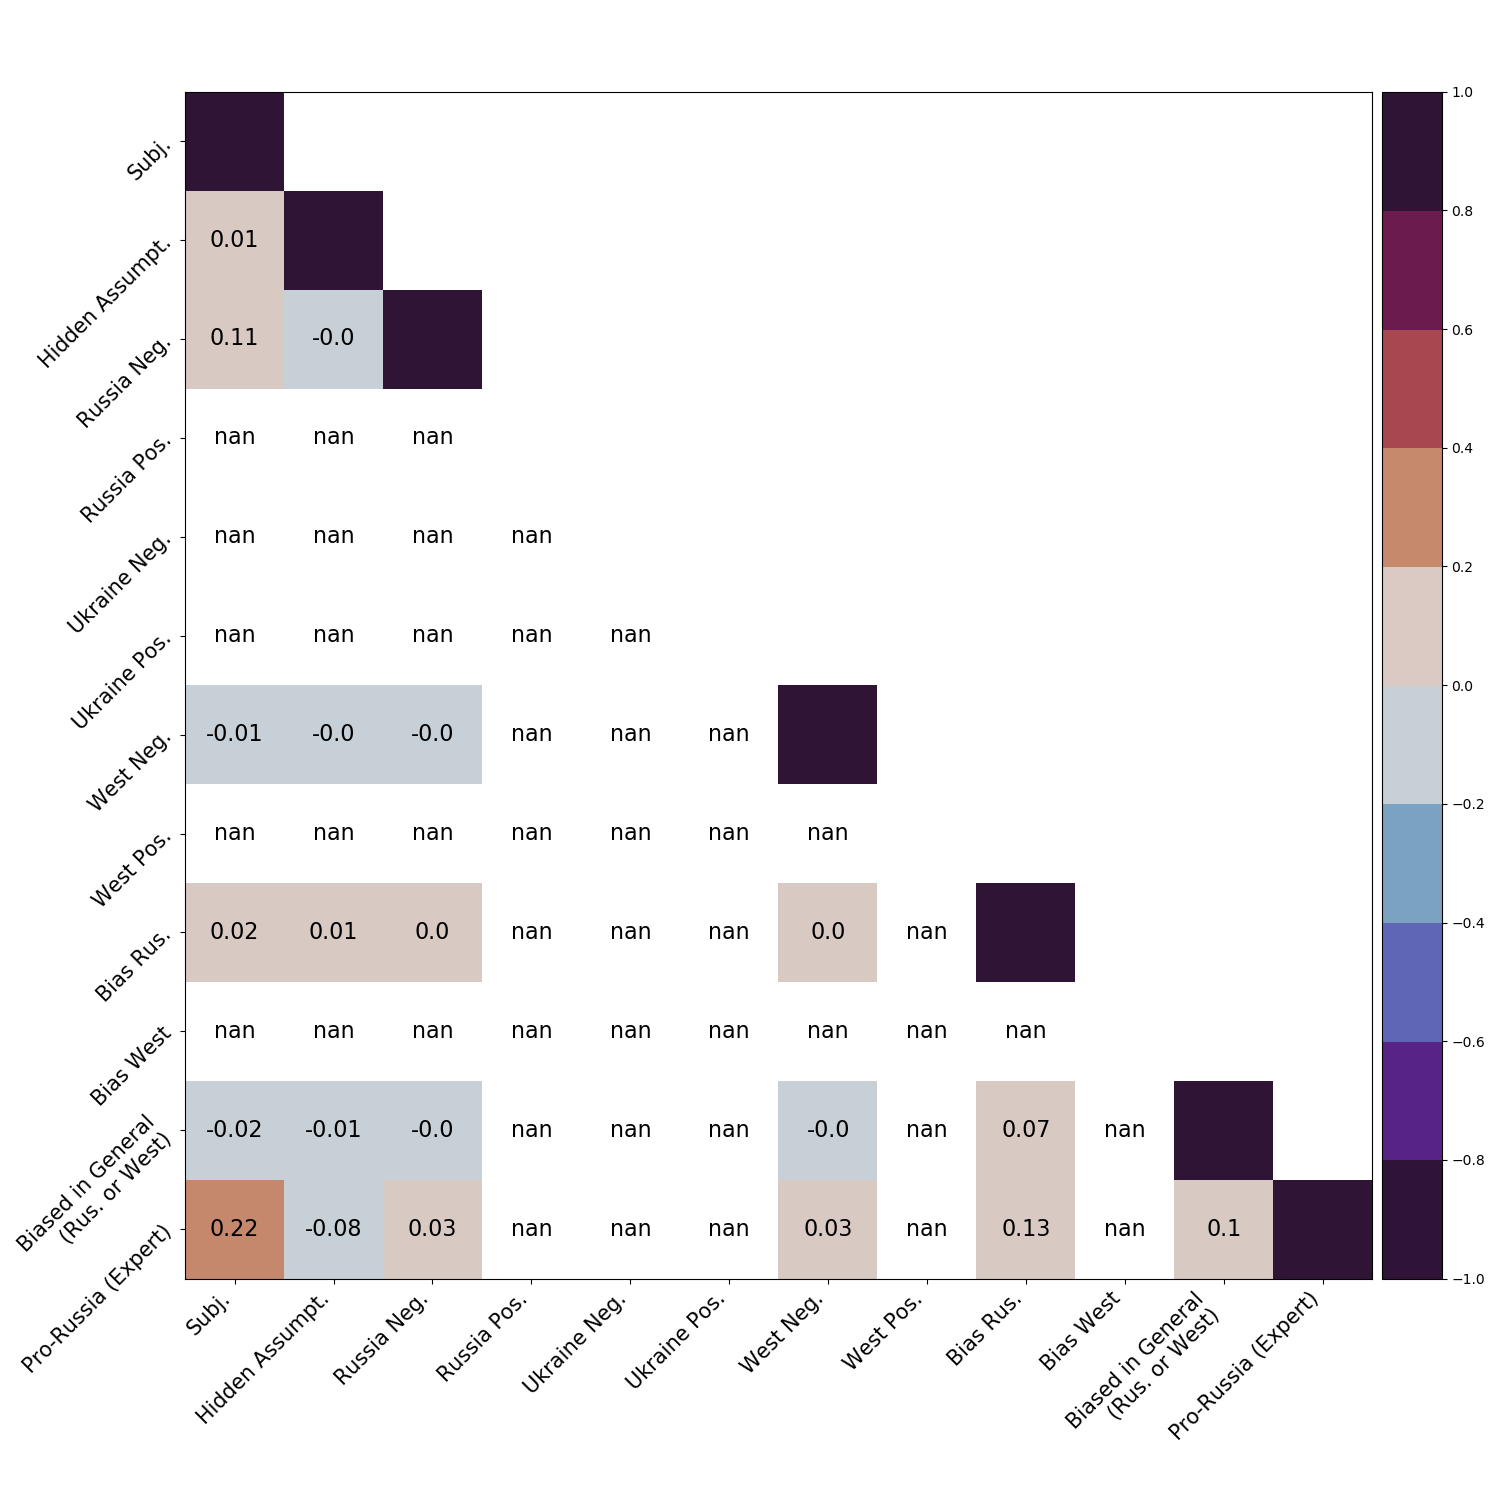 1.0
Subj.
0.8
Hidden Assumpt.
0.01
Russia Neg.
0.11 -0.0
0.6
Russia Pos.
nan nan nan
0.4
Ukraine Neg.
nan nan nan nan
0.2
Ukraine Pos.
nan nan nan nan nan
0.0
West Neg.
-0.01 -0.0 -0.0 nan nan nan
−0.2
West Pos.
nan nan nan nan nan nan nan
−0.4
Bias Rus.
0.02 0.01 0.0 nan nan nan 0.0 nan
Bias West
nan nan nan nan nan nan nan nan nan
−0.6
Biased in General
(Rus. or West)
-0.02 -0.01 -0.0 nan nan nan -0.0 nan 0.07 nan
−0.8
Pro-Russia (Expert)
0.22 -0.08 0.03 nan nan nan 0.03 nan 0.13 nan 0.1
−1.0
Subj.
Hidden Assumpt.
Russia Neg.
Russia Pos.
Ukraine Neg.
Ukraine Pos.
West Neg.
West Pos.
Bias Rus.
Bias West
Biased in General
(Rus. or West)
Pro-Russia (Expert)